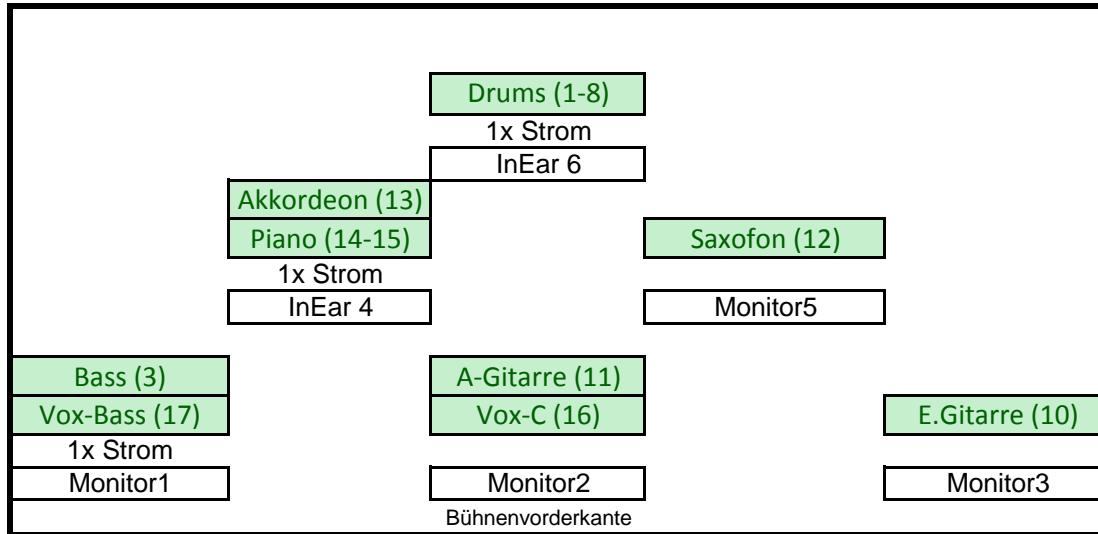 Drums (1-8)
1x Strom
InEar 6
Akkordeon (13)
Piano (14-15)
Saxofon (12)
1x Strom
InEar 4
Monitor5
Bass (3)
A-Gitarre (11)
Vox-Bass (17)
Vox-C (16)
E.Gitarre (10)
1x Strom
Monitor1
Monitor2
Monitor3
Bühnenvorderkante